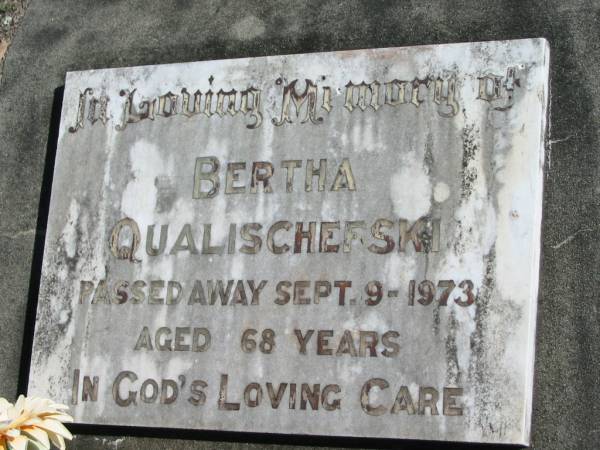 In Loving Memory of
BERTHA
QUALISCHEFSKI
PASSED AWAY SEPT. 9-1973
AGED 68 YEARS
IN GOD'S LOVING CARE